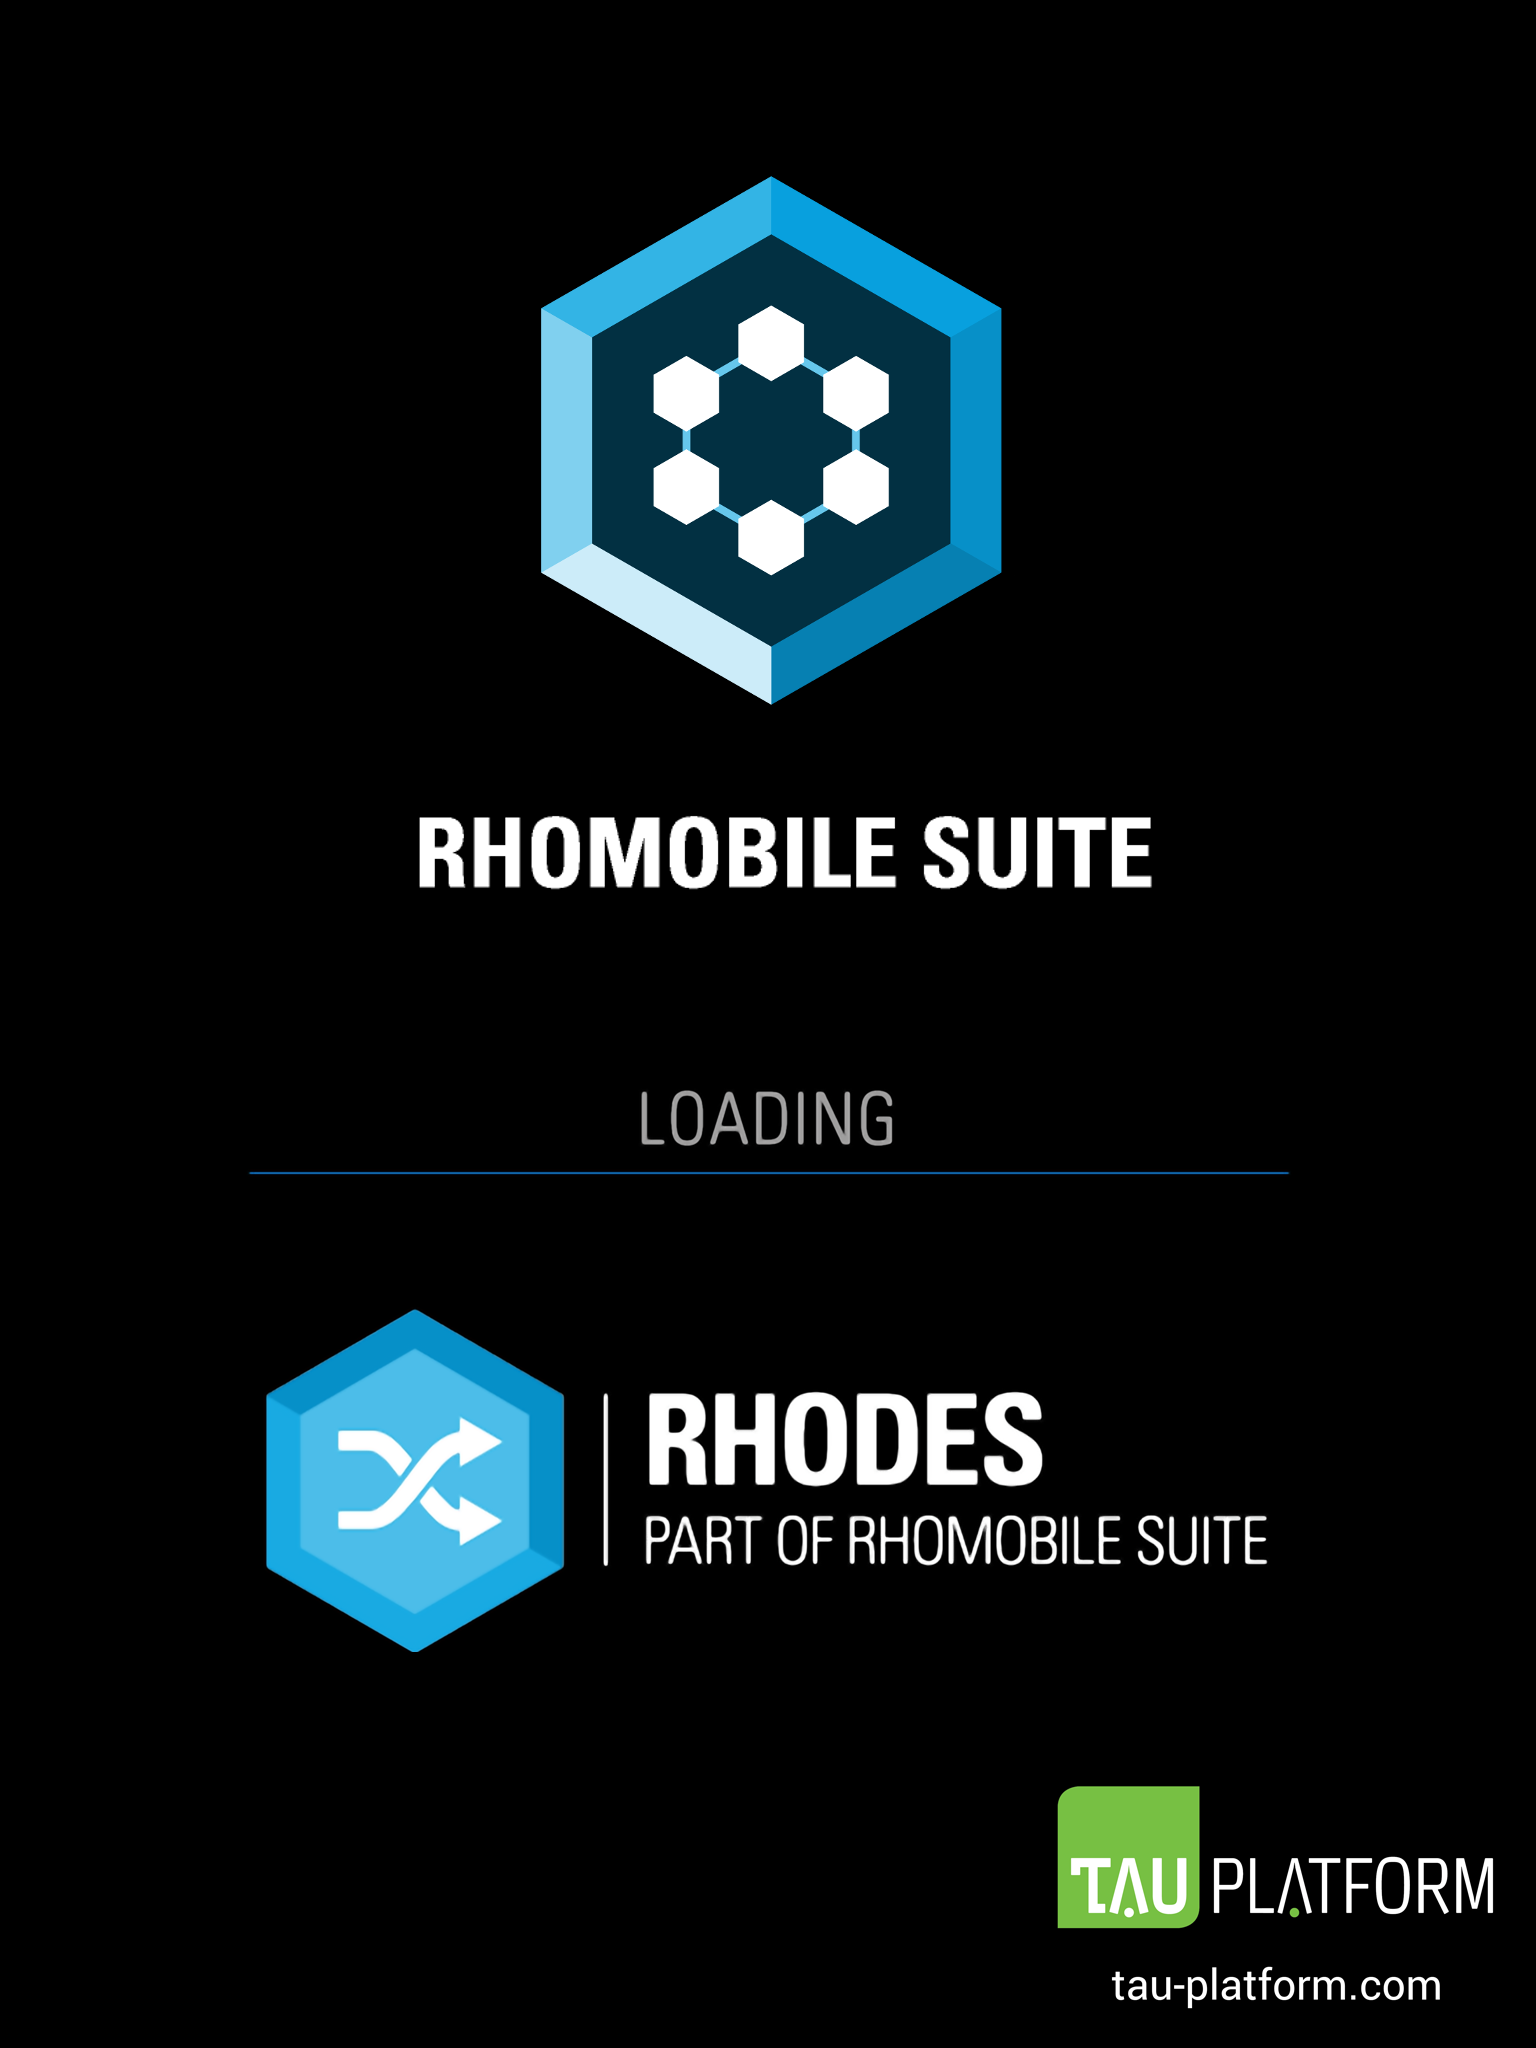 RHOMOBILE SUITE
LOADING
RHODES
PART OF RHOMOBILE SUITE
TAU PLATFORM
tau-platform.com